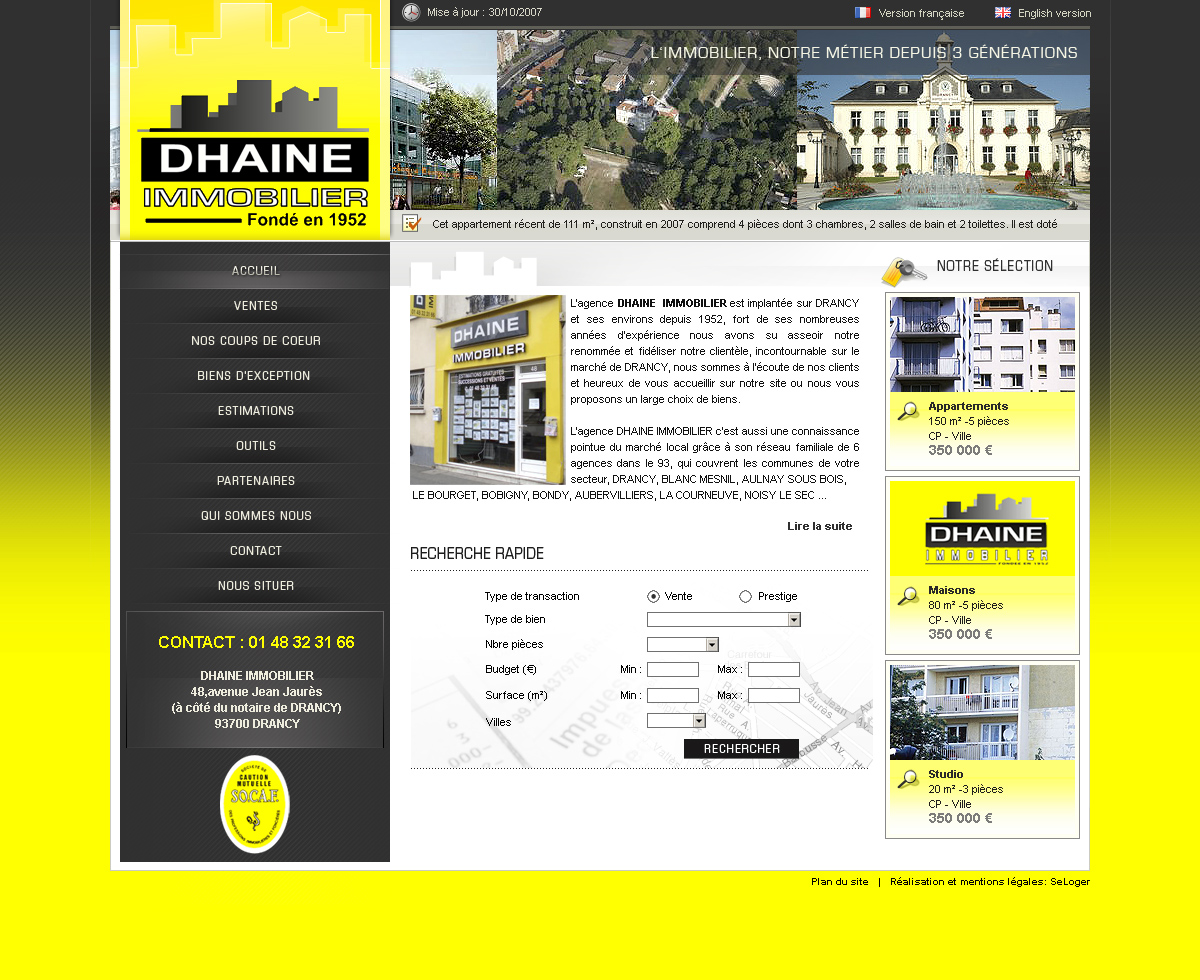 Mise à jour : 30/10/2007
Version française
English version
L'IMMOBILIER, NOTRE MÉTIER DEPUIS 3 GÉNÉRATIONS
DHAINE
IMMOBILIER
Fondé en 1952
Cet appartement récent de 111 m², construit en 2007 comprend 4 pièces dont 3 chambres, 2 salles de bain et 2 toilettes. Il est doté
ACCUEIL
VENTES
NOS COUPS DE COEUR
BIENS D'EXCEPTION
ESTIMATIONS
OUTILS
PARTENAIRES
QUI SOMMES NOUS
CONTACT
NOUS SITUER
CONTACT : 01 48 32 31 66
DHAINE IMMOBILIER
48,avenue Jean Jaurès
(à côté du notaire de DRANCY)
93700 DRANCY
SOCIETE DE
CAUTION
MUTUELLE
SO.CA.F.
DHAINE
IMMOBILIER
L'agence DHAINE IMMOBILIER est implantée sur DRANCY
et ses environs depuis 1952, fort de ses nombreuses
années d'expérience nous avons su asseoir notre
renommée et fidéliser notre clientèle, incontournable sur le
marché de DRANCY, nous sommes à l'écoute de nos clients
et heureux de vous accueillir sur notre site ou nous vous
proposons un large choix de biens.
L'agence DHAINE IMMOBILIER c'est aussi une connaissance
pointue du marché local grâce à son réseau familiale de 6
agences dans le 93, qui couvrent les communes de votre
secteur, DRANCY, BLANC MESNIL, AULNAY SOUS BOIS,
LE BOURGET, BOBIGNY, BONDY, AUBERVILLIERS, LA COURNEUVE, NOISY LE SEC ...
Lire la suite
RECHERCHE RAPIDE
Type de transaction
Vente
Prestige
Type de bien
Nbre pièces
Budget (€)
Min :
Max :
Surface (m²)
Min :
Max :
Villes
RECHERCHER
NOTRE SÉLECTION
Appartements
150 m² -5 pièces
CP - Ville
350 000 €
DHAINE
IMMOBILIER
FONDÉE EN 1952
Maisons
80 m² -5 pièces
CP - Ville
350 000 €
Studio
20 m² -3 pièces
CP - Ville
350 000 €
Plan du site | Réalisation et mentions légales: SeLoger